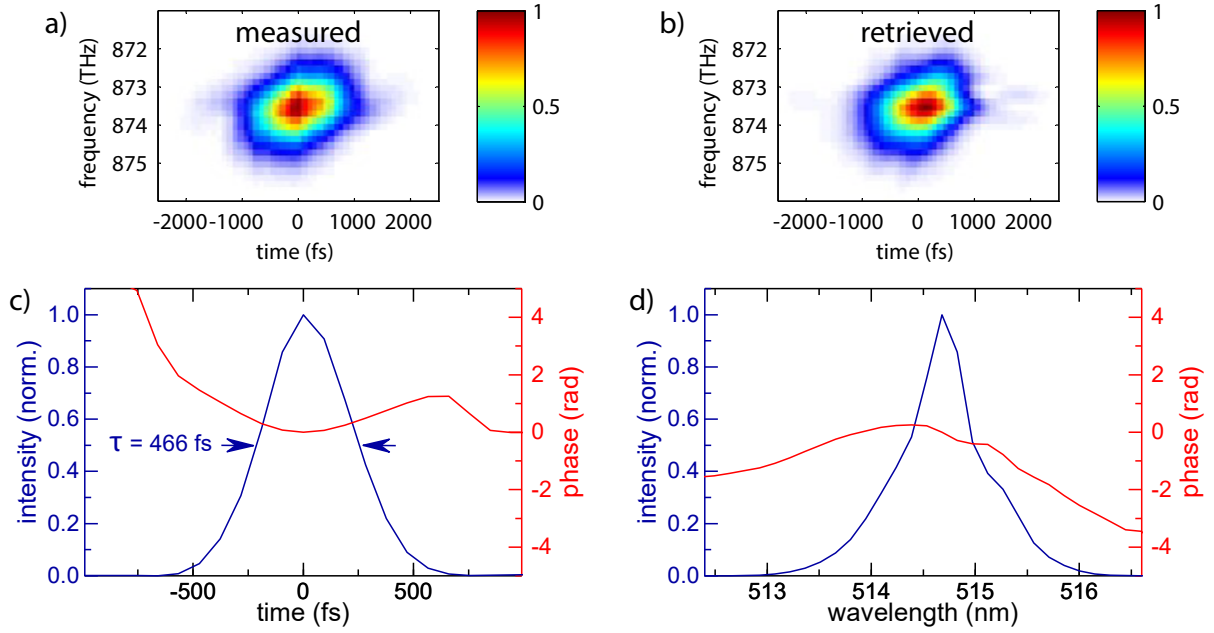 a)
measured
frequency (THz)
872
873
874
875
-2000 -1000 0 1000 2000
time (fs)
1
0.5
0
b)
retrieved
frequency (THz)
872
873
874
875
-2000 -1000 0 1000 2000
time (fs)
1
0.5
0
c)
intensity (norm.)
1.0
0.8
0.6
0.4
0.2
0.0
τ = 466 fs
-500 0 500
time (fs)
4
2
0
-2
-4
phase (rad)
d)
intensity (norm.)
1.0
0.8
0.6
0.4
0.2
0.0
513 514 515 516
wavelength (nm)
4
2
0
-2
-4
phase (rad)